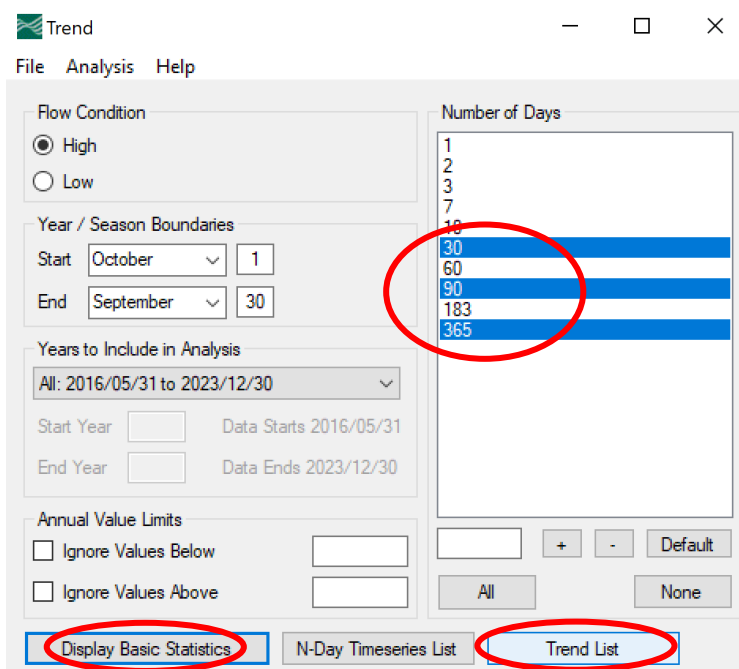 Trend
File Analysis Help
Flow Condition
High
Low
Year / Season Boundaries
Start October 1
End September 30
Years to Include in Analysis
All: 2016/05/31 to 2023/12/30
Start Year Data Starts 2016/05/31
End Year Data Ends 2023/12/30
Annual Value Limits
Ignore Values Below
Ignore Values Above
Number of Days
1
2
3
7
10
30
60
90
183
365
+ - Default
All None
Display Basic Statistics N-Day Timeseries List Trend List